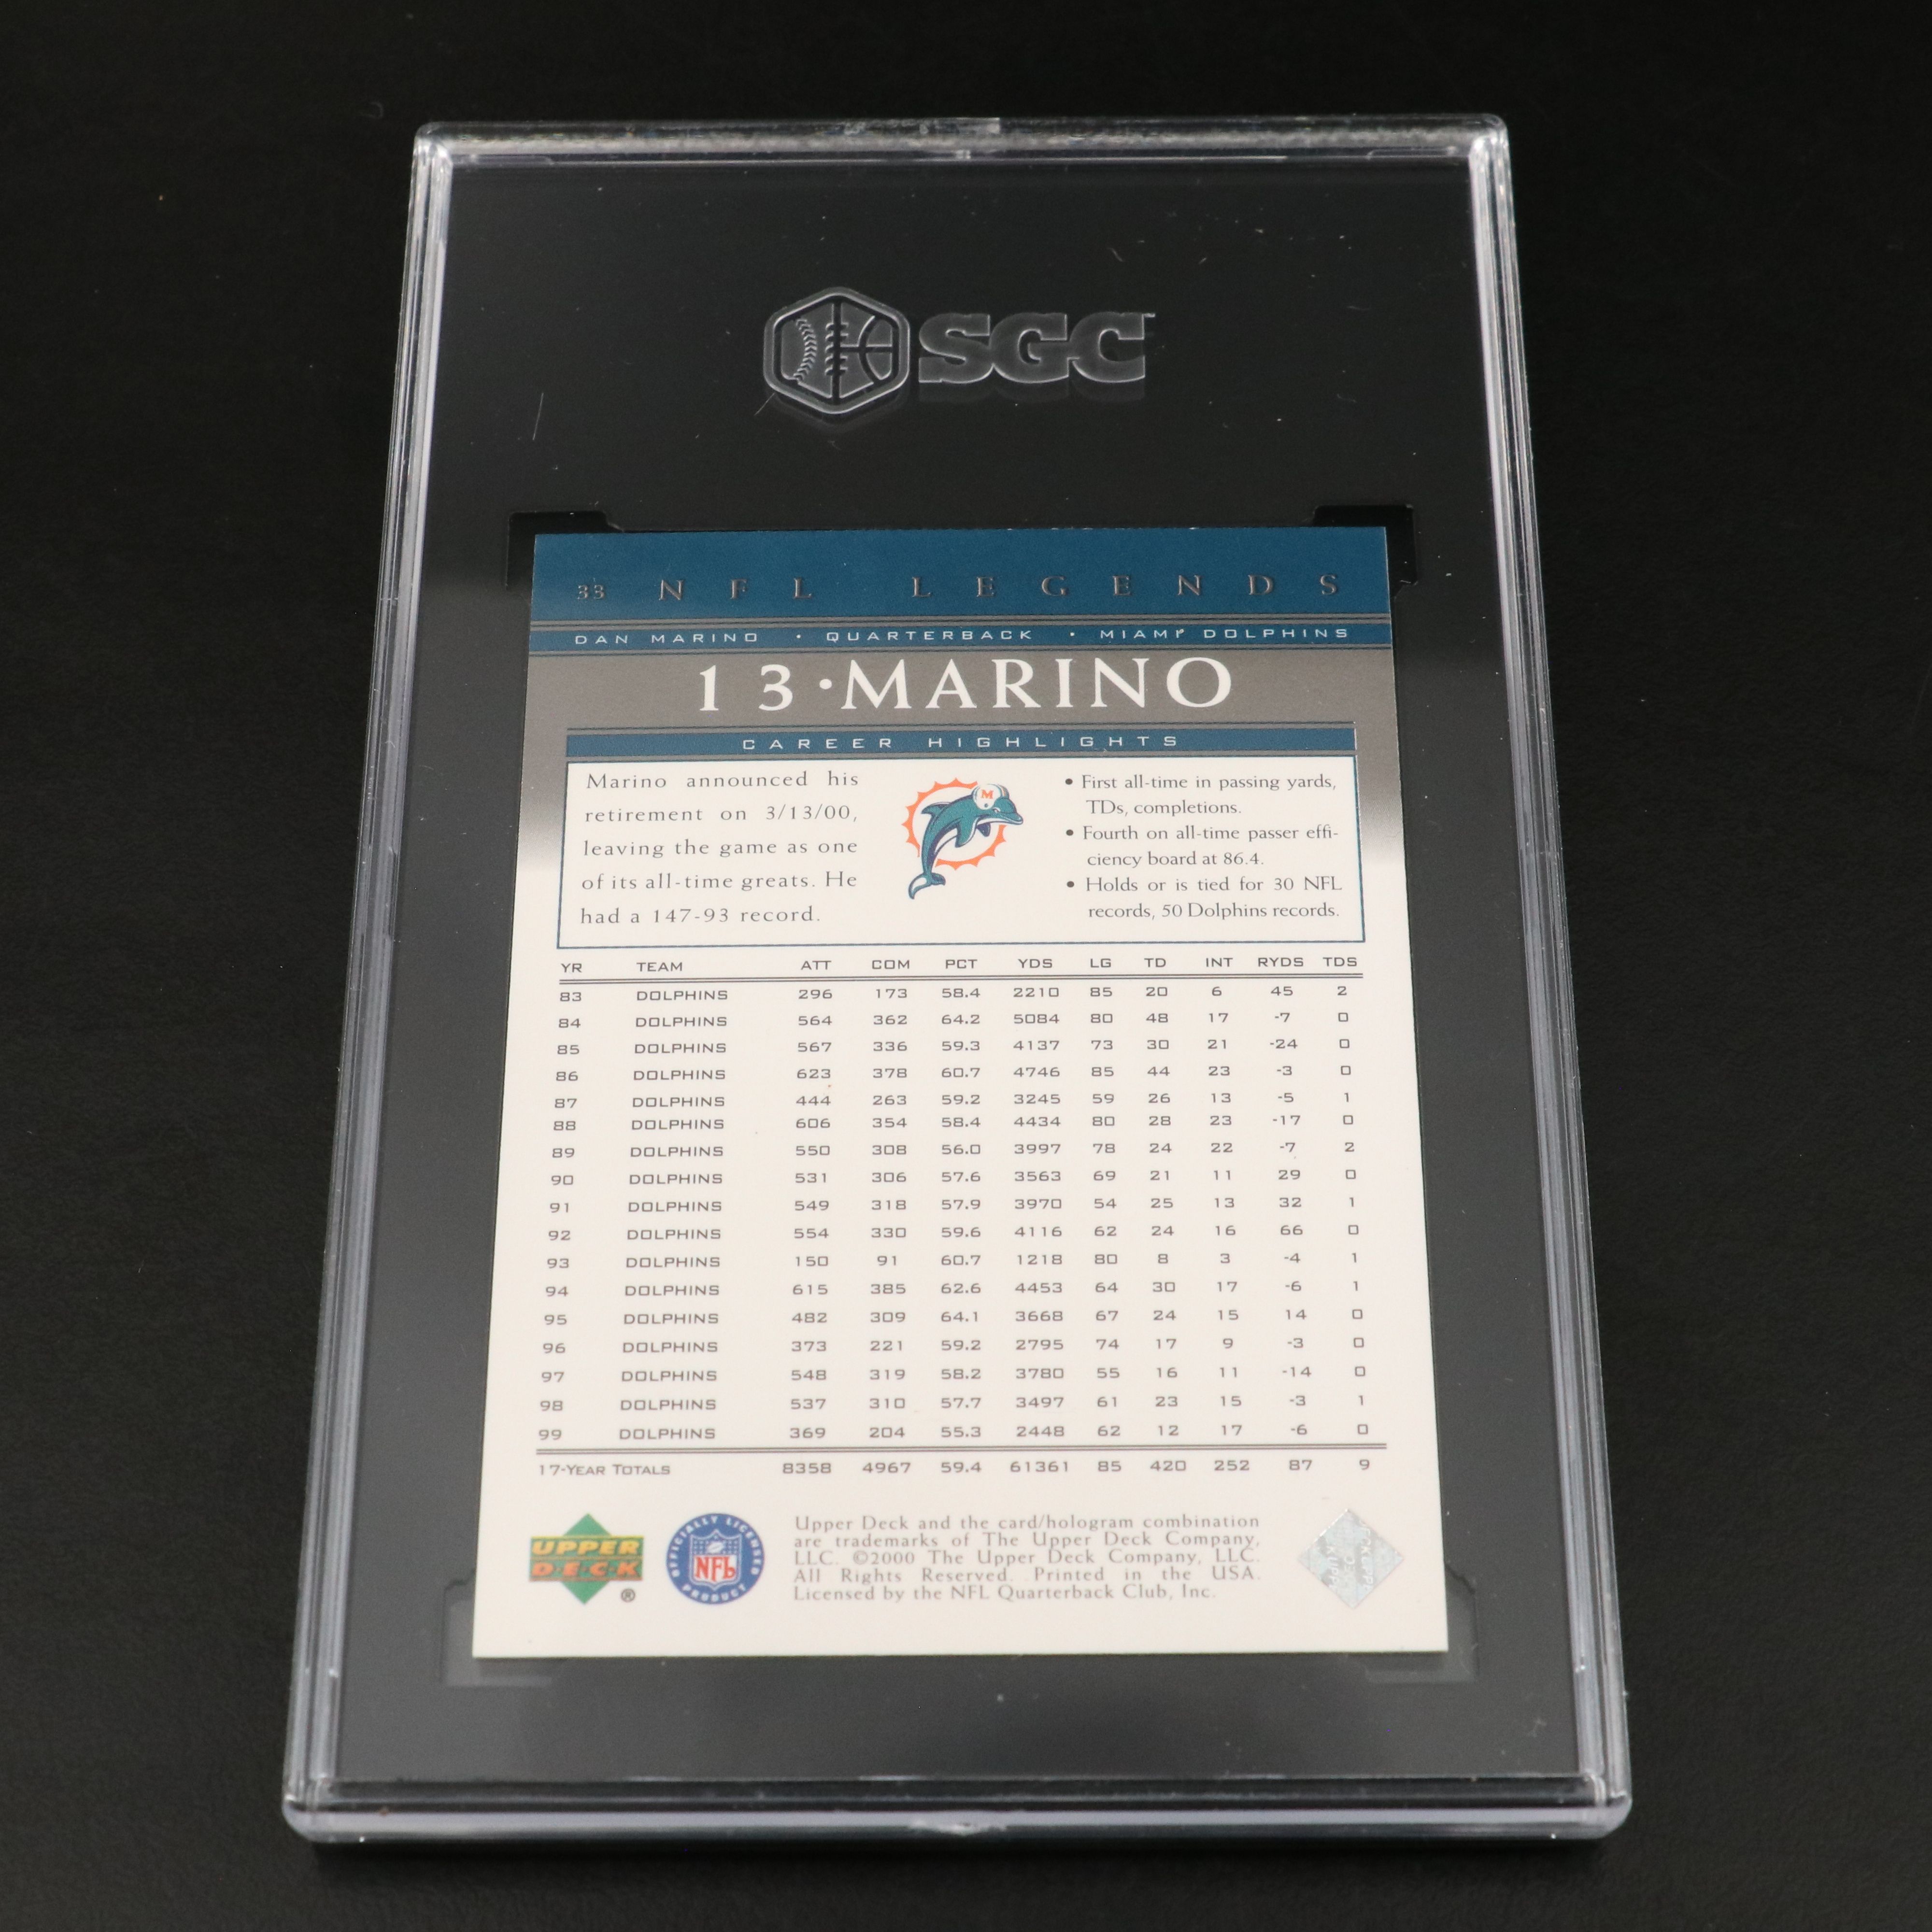 SGC
33 NFL LEGENDS
DAN MARINO • QUARTERBACK • MIAMI DOLPHINS
13·MARINO
CAREER HIGHLIGHTS
Marino announced his
retirement on 3/13/00,
leaving the game as one
of its all-time greats. He
had a 147-93 record.
M
• First all-time in passing yards,
TDs, completions.
• Fourth on all-time passer effi-
ciency board at 86.4.
• Holds or is tied for 30 NFL
records, 50 Dolphins records.
YR TEAM ATT COM PCT YDS LG TD INT RYDS TDS
83 DOLPHINS 296 173 58.4 2210 85 20 6 45 2
84 DOLPHINS 564 362 64.2 5084 80 48 17 -7 0
85 DOLPHINS 567 336 59.3 4137 73 30 21 -24 0
86 DOLPHINS 623 378 60.7 4746 85 44 23 -3 0
87 DOLPHINS 444 263 59.2 3245 59 26 13 -5 1
88 DOLPHINS 606 354 58.4 4434 80 28 23 -17 0
89 DOLPHINS 550 308 56.0 3997 78 24 22 -7 2
90 DOLPHINS 531 306 57.6 3563 69 21 11 29 0
91 DOLPHINS 549 318 57.9 3970 54 25 13 32 1
92 DOLPHINS 554 330 59.6 4116 62 24 16 66 0
93 DOLPHINS 150 91 60.7 1218 80 8 3 -4 1
94 DOLPHINS 615 385 62.6 4453 64 30 17 -6 1
95 DOLPHINS 482 309 64.1 3668 67 24 15 14 0
96 DOLPHINS 373 221 59.2 2795 74 17 9 -3 0
97 DOLPHINS 548 319 58.2 3780 55 16 11 -14 0
98 DOLPHINS 537 310 57.7 3497 61 23 15 -3 1
99 DOLPHINS 369 204 55.3 2448 62 12 17 -6 0
17-YEAR TOTALS 8358 4967 59.4 61361 85 420 252 87 9
UPPER
DECK
®
OFFICIALLY LICENSED
NFL
PRODUCT
Upper Deck and the card/hologram combination
are trademarks of The Upper Deck Company,
LLC. ©2000 The Upper Deck Company, LLC.
All Rights Reserved. Printed in the USA.
Licensed by the NFL Quarterback Club, Inc.